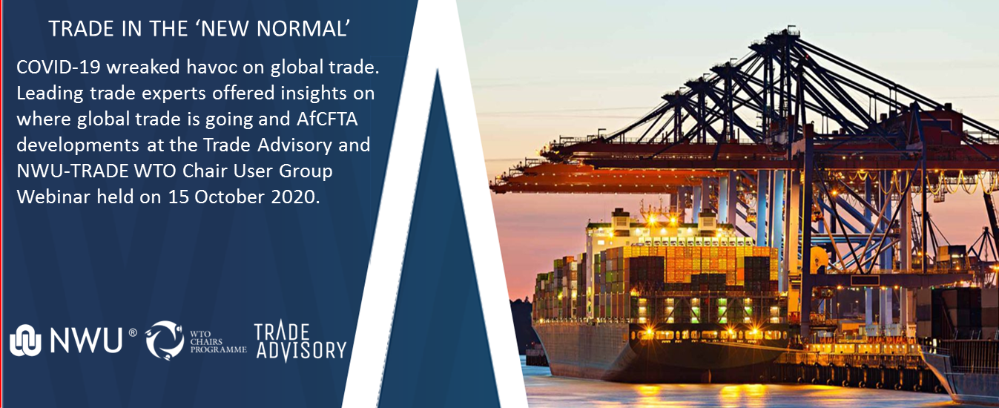 TRADE IN THE ‘NEW NORMAL’
COVID-19 wreaked havoc on global trade.
Leading trade experts offered insights on
where global trade is going and AfCFTA
developments at the Trade Advisory and
NWU-TRADE WTO Chair User Group
Webinar held on 15 October 2020.
NWU®
WTO
CHAIRS
PROGRAMME
TRADE
ADVISORY